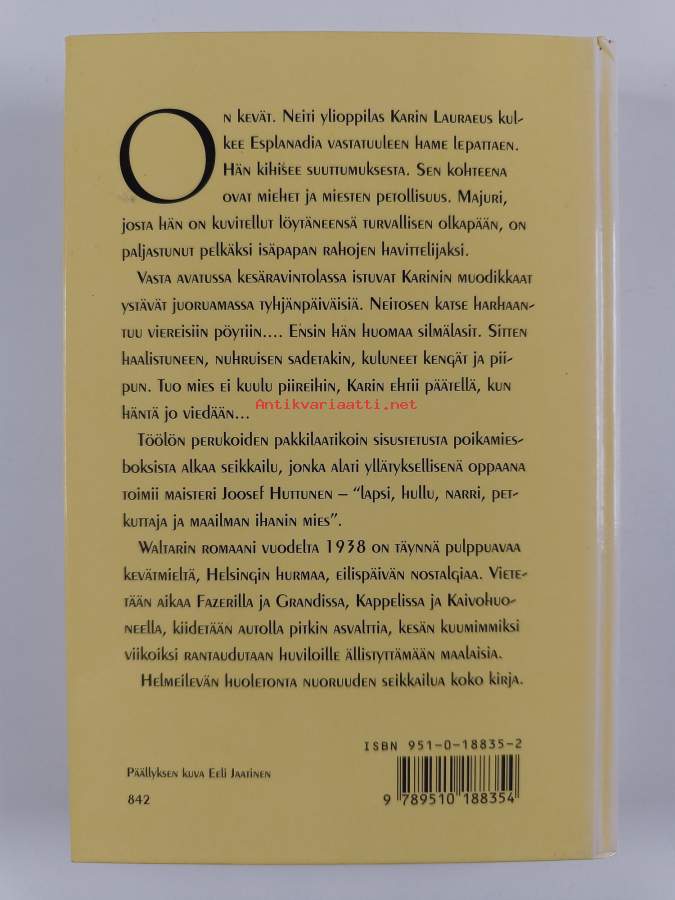 On kevät. Neiti ylioppilas Karin Lauraeus kul-
kee Esplanadia vastatuuleen hame lepattaen.
Hän kihisee suuttumuksesta. Sen kohteena
ovat miehet ja miesten petollisuus. Majuri,
josta hän on kuvitellut löytäneensä turvallisen olkapään, on
paljastunut pelkäksi isäpapan rahojen havittelijaksi.
Vasta avatussa kesäravintolassa istuvat Karinin muodikkaat
ystävät juoruamassa tyhjänpäiväisiä. Neitosen katse harhaan-
tuu viereisiin pöytiin.... Ensin hän huomaa silmälasit. Sitten
haalistuneen, nuhruisen sadetakin, kuluneet kengät ja pii-
pun. Tuo mies ei kuulu piireihin, Karin ehtii päätellä, kun
häntä jo viedään...
Antikvariaatti.net
Töölön perukoiden pakkilaatikoin sisustetusta poikamies-
boksista alkaa seikkailu, jonka alati yllätyksellisenä oppaana
toimii maisteri Joosef Huttunen – “lapsi, hullu, narri, pet-
kuttaja ja maailman ihanin mies”.
Waltarin romaani vuodelta 1938 on täynnä pulppuavaa
kevätmieltä, Helsingin hurmaa, eilispäivän nostalgiaa. Viete-
tään aikaa Fazerilla ja Grandissa, Kappelissa ja Kaivohuo-
neella, kiidetään autolla pitkin asvalttia, kesän kuumimmiksi
viikoiksi rantaudutaan huviloille ällistyttämään maalaisia.
Helmeilevän huoletonta nuoruuden seikkailua koko kirja.
ISBN 951-0-18835-2
Päällyksen kuva Eeli Jaatinen
842
9 789510 188354